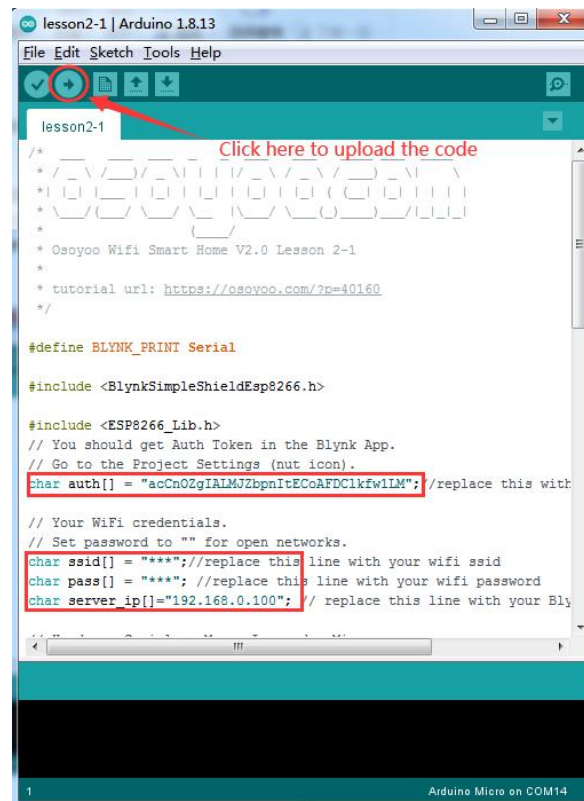 lesson2-1 | Arduino 1.8.13
File Edit Sketch Tools Help
lesson2-1
Click here to upload the code
/*
*
*
*
*
*
* Osoyoo Wifi Smart Home V2.0 Lesson 2-1
*
* tutorial url: https://osoyoo.com/?p=40160
*/
#define BLYNK_PRINT Serial
#include <BlynkSimpleShieldEsp8266.h>
#include <ESP8266_Lib.h>
// You should get Auth Token in the Blynk App.
// Go to the Project Settings (nut icon).
char auth[] = "acCnOZgIALMJZbpnItECoAFDClkfw1LM";//replace this with
// Your WiFi credentials.
// Set password to "" for open networks.
char ssid[] = "***";//replace this line with your wifi ssid
char pass[] = "***"; //replace this line with your wifi password
char server_ip[]="192.168.0.100"; // replace this line with your Bly
1
Arduino Micro on COM14